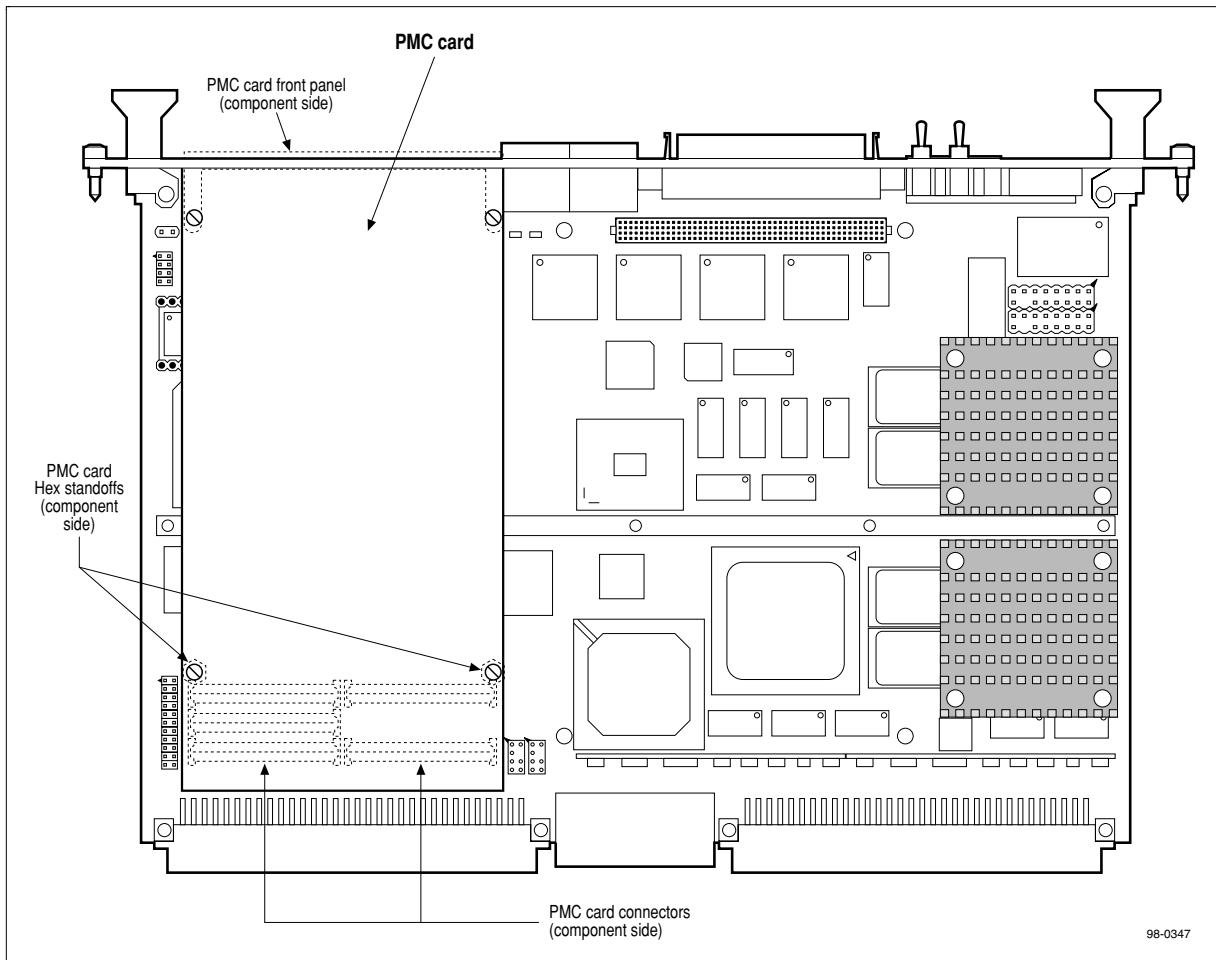 PMC card
PMC card front panel
(component side)
PMC card
Hex standoffs
(component
side)
PMC card connectors
(component side)
98-0347